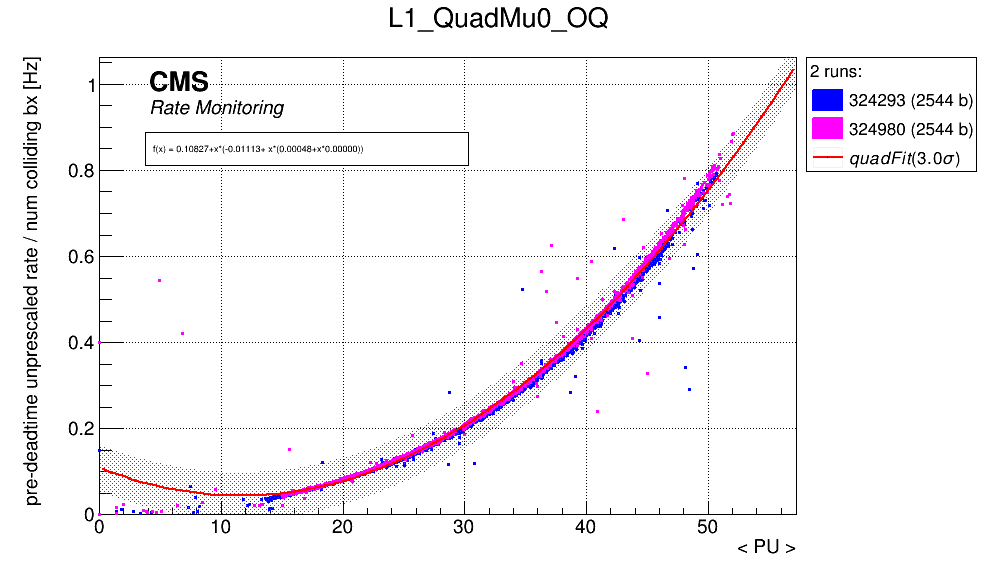 L1_QuadMu0_OQ
pre-deadtime unprescaled rate / num colliding bx [Hz]
CMS
Rate Monitoring
f(x) = 0.10827+x*(-0.01113+ x*(0.00048+x*0.00000))
2 runs:
324293 (2544 b)
324980 (2544 b)
quadFit(3.0σ)
1
0.8
0.6
0.4
0.2
0
0 10 20 30 40 50
< PU >